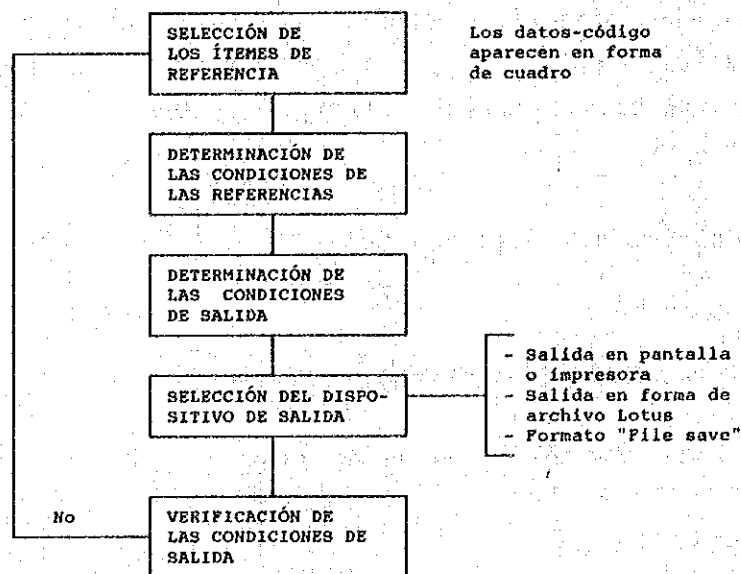 SELECCIÓN DE
LOS ÍTEMES DE
REFERENCIA
Los datos-código
aparecen en forma
de cuadro
DETERMINACIÓN DE
LAS CONDICIONES DE
LAS REFERENCIAS
DETERMINACIÓN DE
LAS CONDICIONES
DE SALIDA
SELECCIÓN DEL DISPO-
SITIVO DE SALIDA
- Salida en pantalla
o impresora
- Salida en forma de
archivo Lotus
- Formato "File save"
No
VERIFICACIÓN DE
LAS CONDICIONES DE
SALIDA